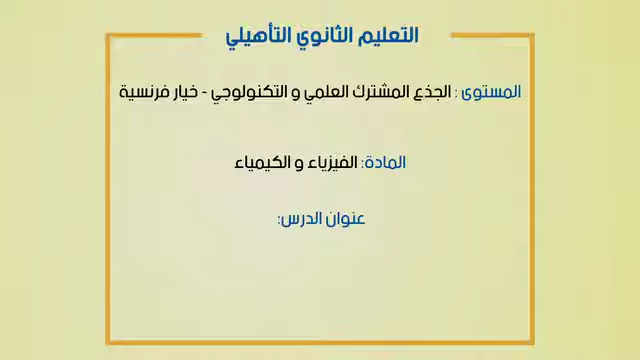 التعليم الثانوي التأهيلي
المستوى : الجذع المشترك العلمي و التكنولوجي - خيار فرنسية
المادة: الفيزياء و الكيمياء
عنوان الدرس: